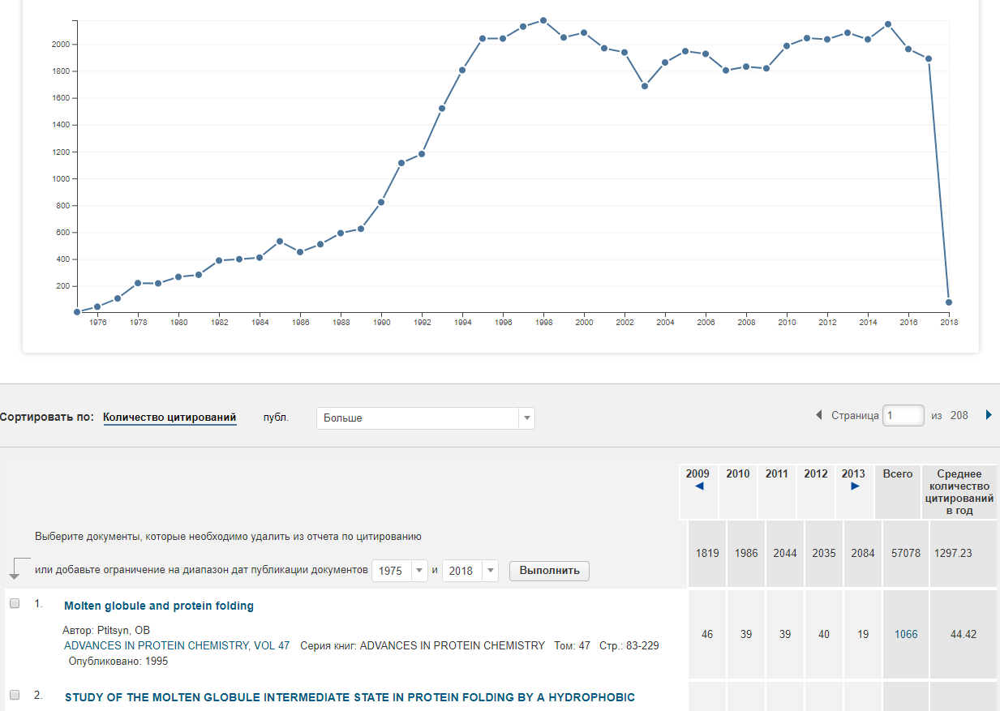 2000
1800
1600
1400
1200
1000
800
600
400
200
1976 1978 1980 1982 1984 1986 1988 1990 1992 1994 1996 1998 2000 2002 2004 2006 2008 2010 2012 2014 2016 2018
Сортировать по: Количество цитирований публ. Больше Страница 1 из 208
2009 2010 2011 2012 2013 Всего Среднее
количество
цитирований
в год
Выберите документы, которые необходимо удалить из отчета по цитированию
1819 1986 2044 2035 2084 57078 1297.23
или добавьте ограничение на диапазон дат публикации документов 1975 и 2018 Выполнить
1. Molten globule and protein folding
Автор: Ptitsyn, OB
46 39 39 40 19 1066 44.42
ADVANCES IN PROTEIN CHEMISTRY, VOL 47 Серия книг: ADVANCES IN PROTEIN CHEMISTRY Том: 47 Стр.: 83-229
Опубликовано: 1995
2. STUDY OF THE MOLTEN GLOBULE INTERMEDIATE STATE IN PROTEIN FOLDING BY A HYDROPHOBIC